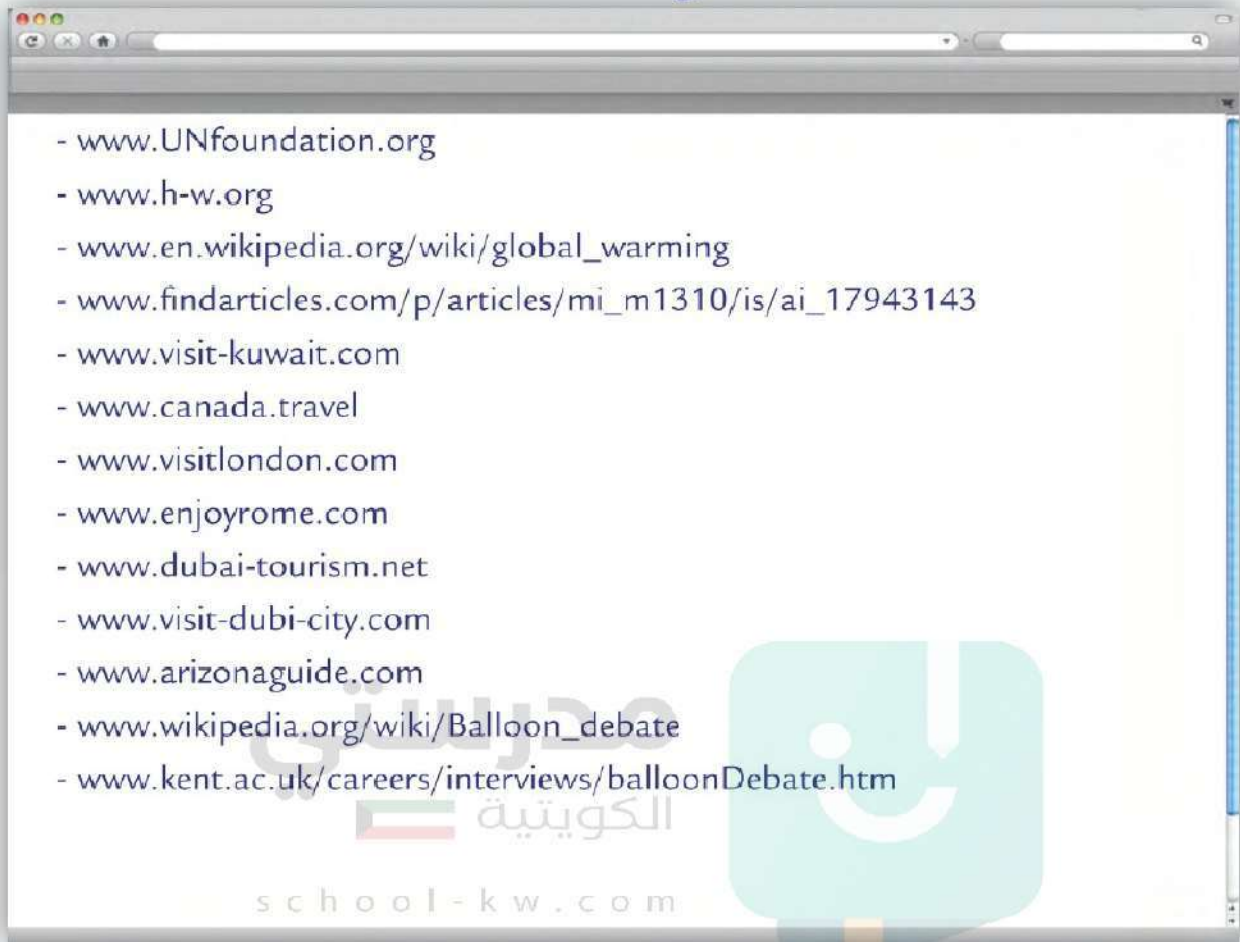 - www.UNfoundation.org
- www.h-w.org
- www.en.wikipedia.org/wiki/global_warming
- www.findarticles.com/p/articles/mi_m1310/is/ai_17943143
- www.visit-kuwait.com
- www.canada.travel
- www.visitlondon.com
- www.enjoyrome.com
- www.dubai-tourism.net
- www.visit-dubi-city.com
- www.arizonaguide.com
- www.wikipedia.org/wiki/Balloon_debate
- www.kent.ac.uk/careers/interviews/balloonDebate.htm
مدرستي
الكويتية
school-kw.com